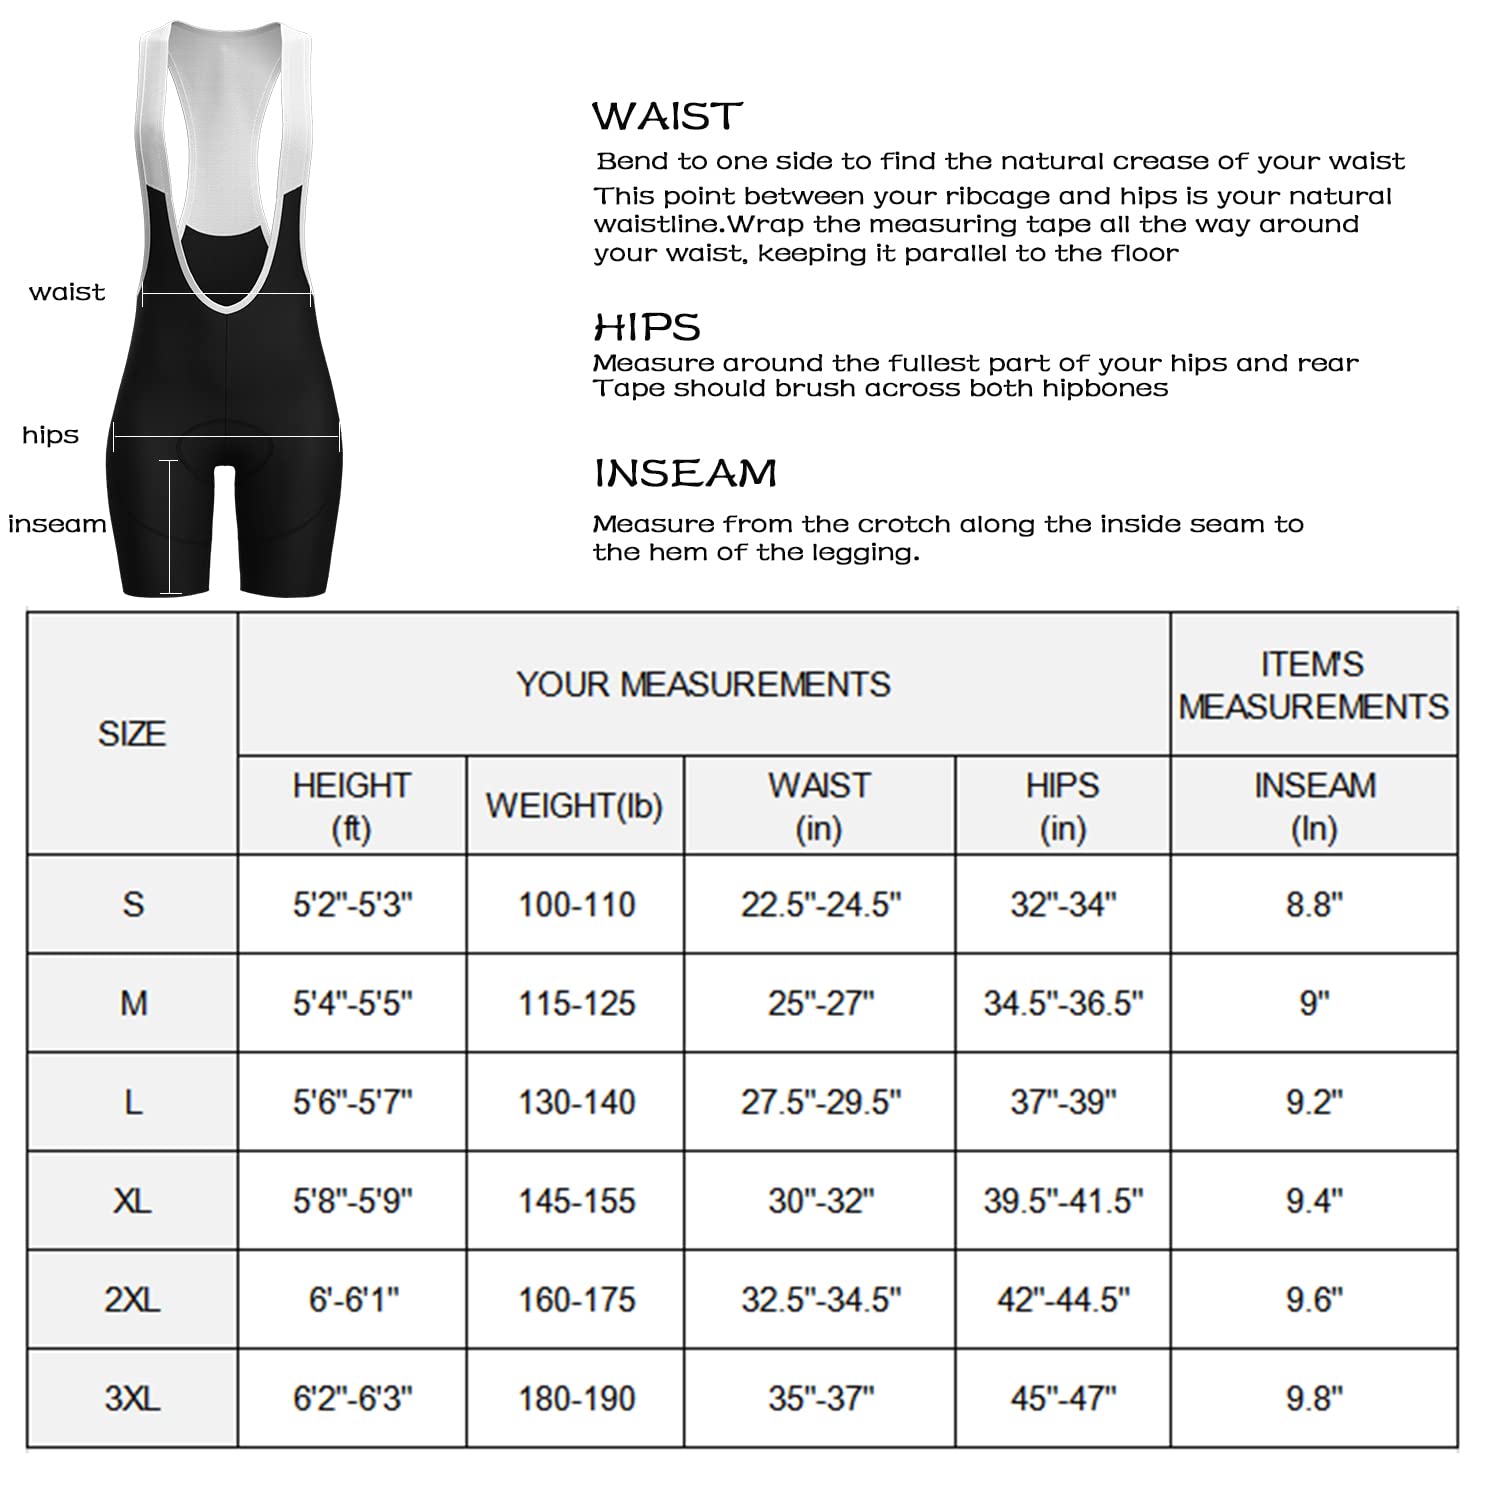 waist
hips
inseam
WAIST
Bend to one side to find the natural crease of your waist
This point between your ribcage and hips is your natural
waistline.Wrap the measuring tape all the way around
your waist, keeping it parallel to the floor
HIPS
Measure around the fullest part of your hips and rear
Tape should brush across both hipbones
INSEAM
Measure from the crotch along the inside seam to
the hem of the legging.
SIZE
YOUR MEASUREMENTS
ITEM'S
MEASUREMENTS
HEIGHT
(ft)
WEIGHT(lb)
WAIST
(in)
HIPS
(in)
INSEAM
(In)
S 5'2"-5'3" 100-110 22.5"-24.5" 32"-34" 8.8"
M 5'4"-5'5" 115-125 25"-27" 34.5"-36.5" 9"
L 5'6"-5'7" 130-140 27.5"-29.5" 37"-39" 9.2"
XL 5'8"-5'9" 145-155 30"-32" 39.5"-41.5" 9.4"
2XL 6'-6'1" 160-175 32.5"-34.5" 42"-44.5" 9.6"
3XL 6'2"-6'3" 180-190 35"-37" 45"-47" 9.8"